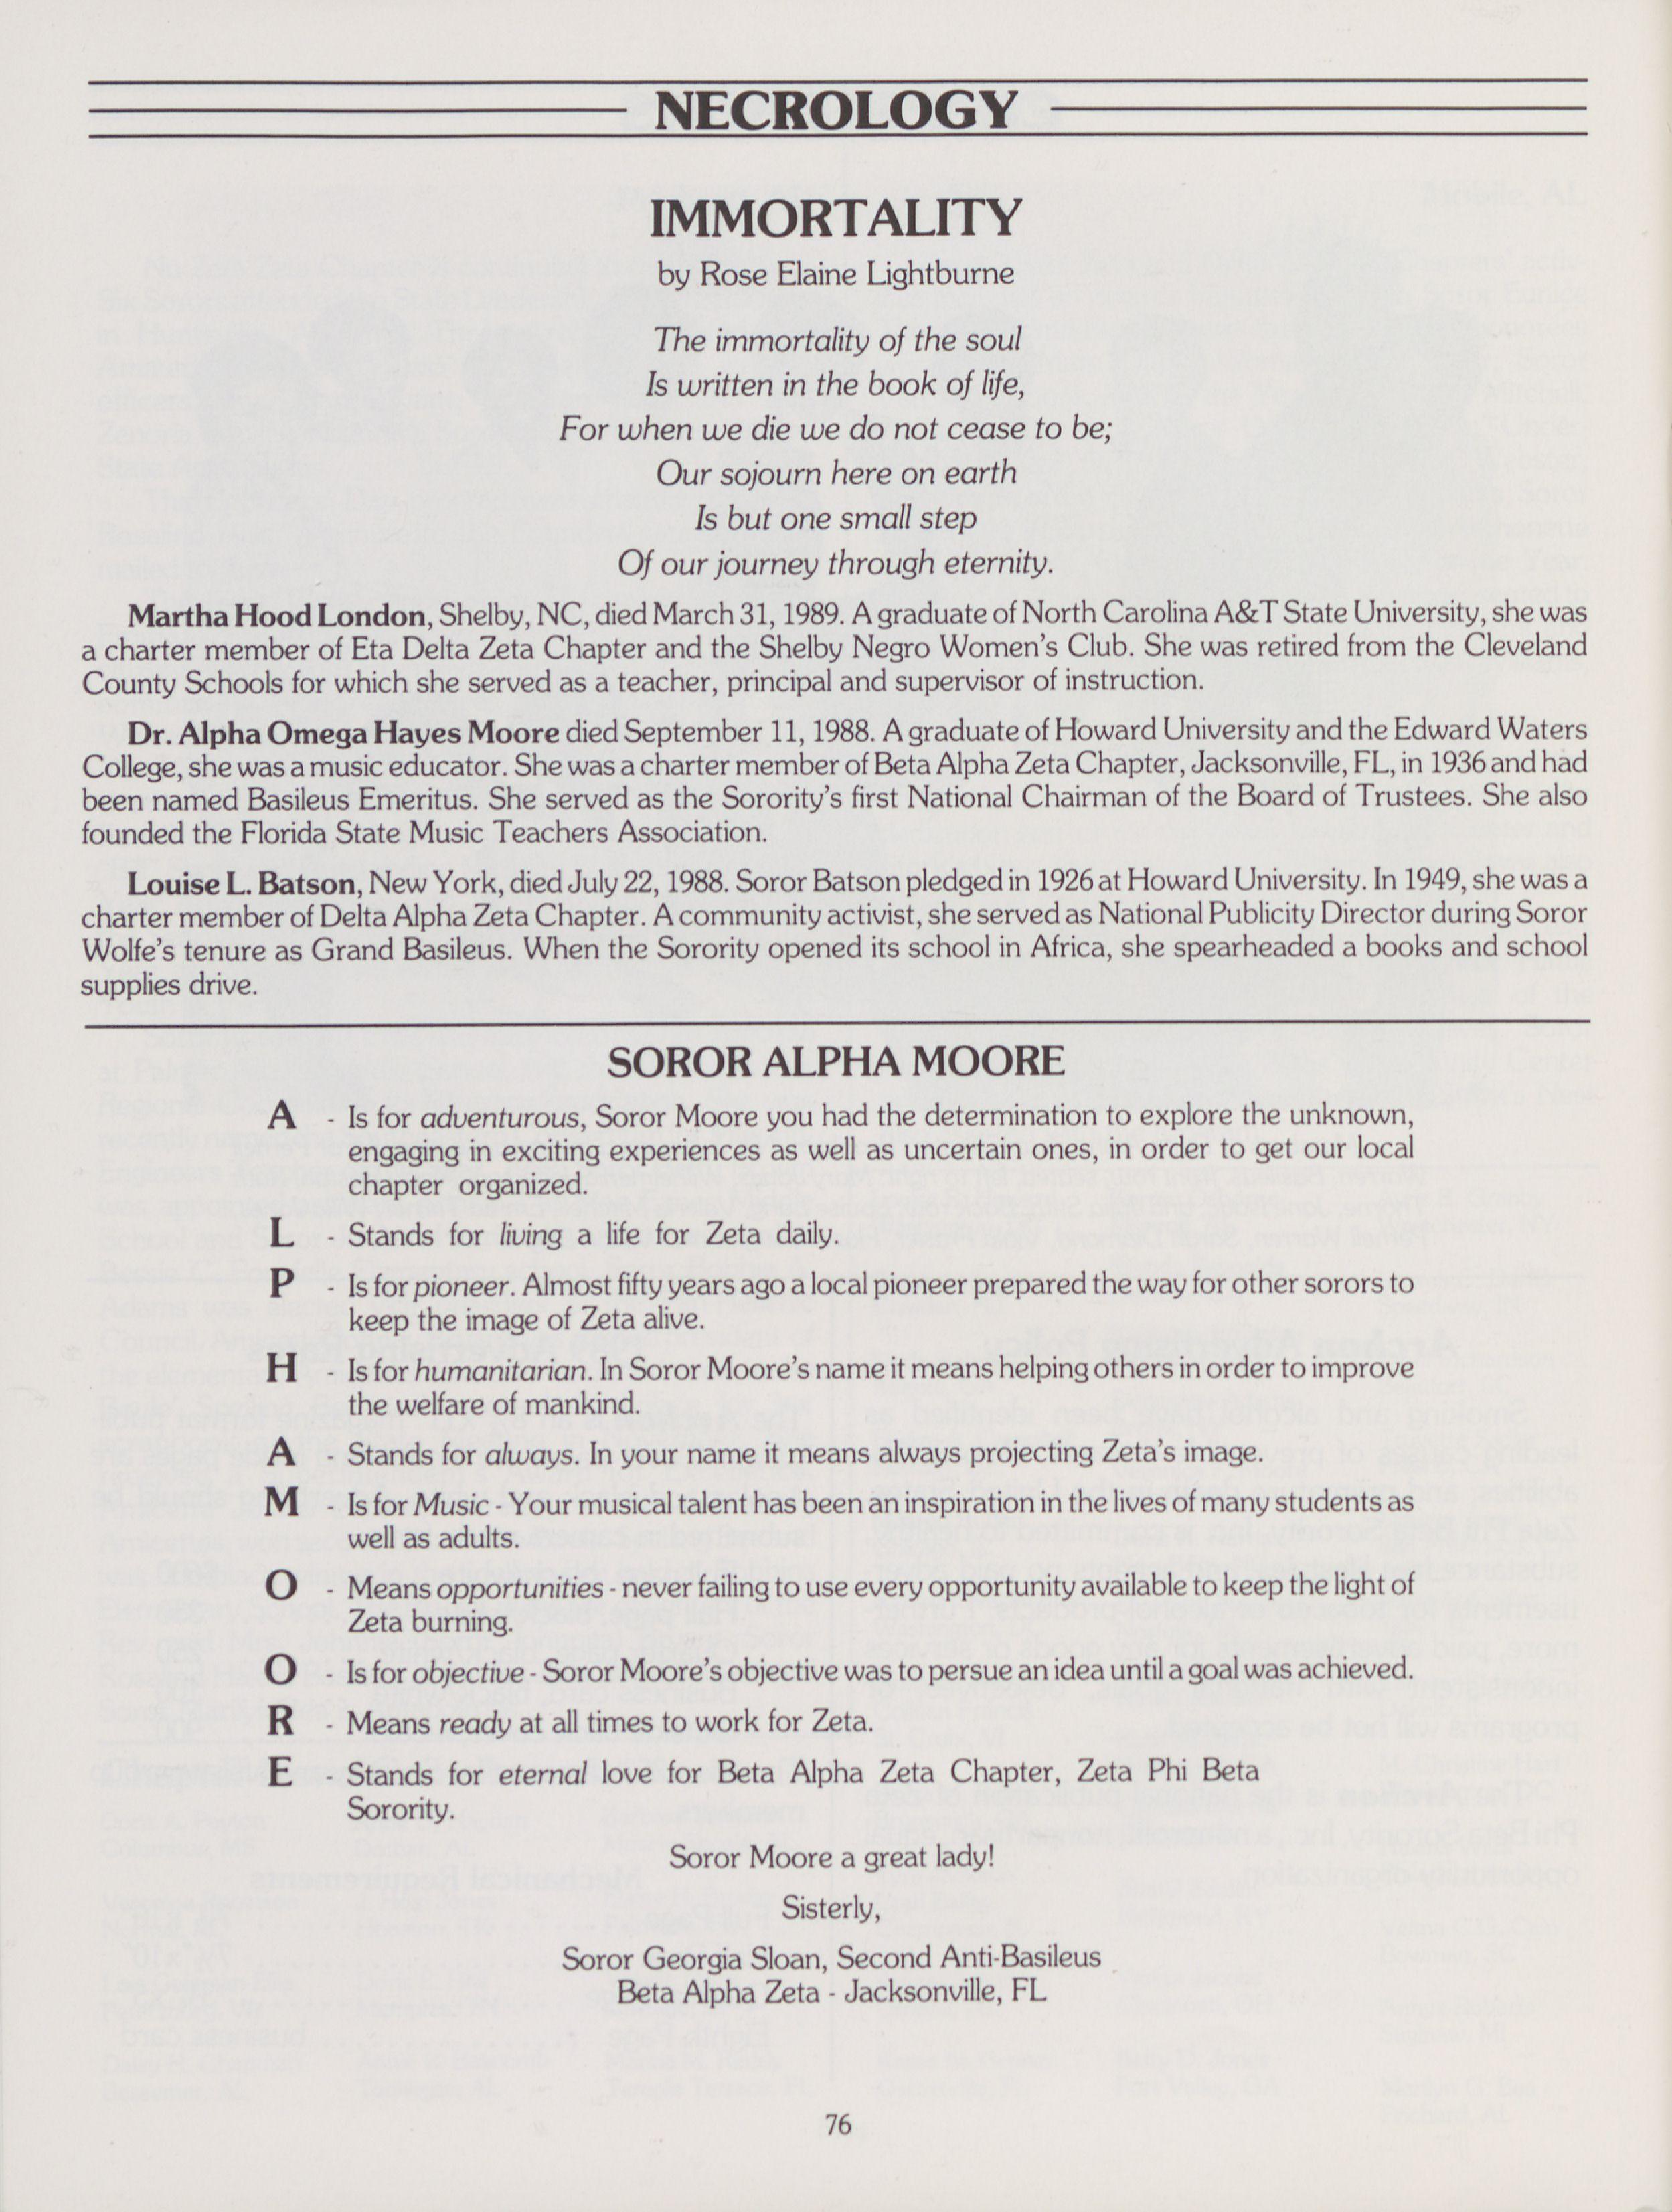 NECROLOGY
IMMORTALITY
by Rose Elaine Lightburne
The immortality of the soul
Is written in the book of life,
For when we die we do not cease to be;
Our sojourn here on earth
Is but one small step
Of our journey through eternity.
Martha Hood London, Shelby, NC, died March 31, 1989. A graduate of North Carolina A&T State University, she was
a charter member of Eta Delta Zeta Chapter and the Shelby Negro Women's Club. She was retired from the Cleveland
County Schools for which she served as a teacher, principal and supervisor of instruction.
Dr. Alpha Omega Hayes Moore died September 11, 1988. A graduate of Howard University and the Edward Waters
College, she was a music educator. She was a charter member of Beta Alpha Zeta Chapter, Jacksonville, FL, in 1936 and had
been named Basileus Emeritus. She served as the Sorority's first National Chairman of the Board of Trustees. She also
founded the Florida State Music Teachers Association.
Louise L. Batson, New York, died July 22, 1988. Soror Batson pledged in 1926 at Howard University. In 1949, she was a
charter member of Delta Alpha Zeta Chapter. A community activist, she served as National Publicity Director during Soror
Wolfe's tenure as Grand Basileus. When the Sorority opened its school in Africa, she spearheaded a books and school
supplies drive.
SOROR ALPHA MOORE
A - Is for adventurous, Soror Moore you had the determination to explore the unknown,
engaging in exciting experiences as well as uncertain ones, in order to get our local
chapter organized.
L - Stands for living a life for Zeta daily.
P - Is for pioneer. Almost fifty years ago a local pioneer prepared the way for other sorors to
keep the image of Zeta alive.
H - Is for humanitarian. In Soror Moore's name it means helping others in order to improve
the welfare of mankind.
A - Stands for always. In your name it means always projecting Zeta's image.
M - Is for Music - Your musical talent has been an inspiration in the lives of many students as
well as adults.
O - Means opportunities - never failing to use every opportunity available to keep the light of
Zeta burning.
O - Is for objective - Soror Moore's objective was to persue an idea until a goal was achieved.
R - Means ready at all times to work for Zeta.
E - Stands for eternal love for Beta Alpha Zeta Chapter, Zeta Phi Beta
Sorority.
Soror Moore a great lady!
Sisterly,
Soror Georgia Sloan, Second Anti-Basileus
Beta Alpha Zeta - Jacksonville, FL
76